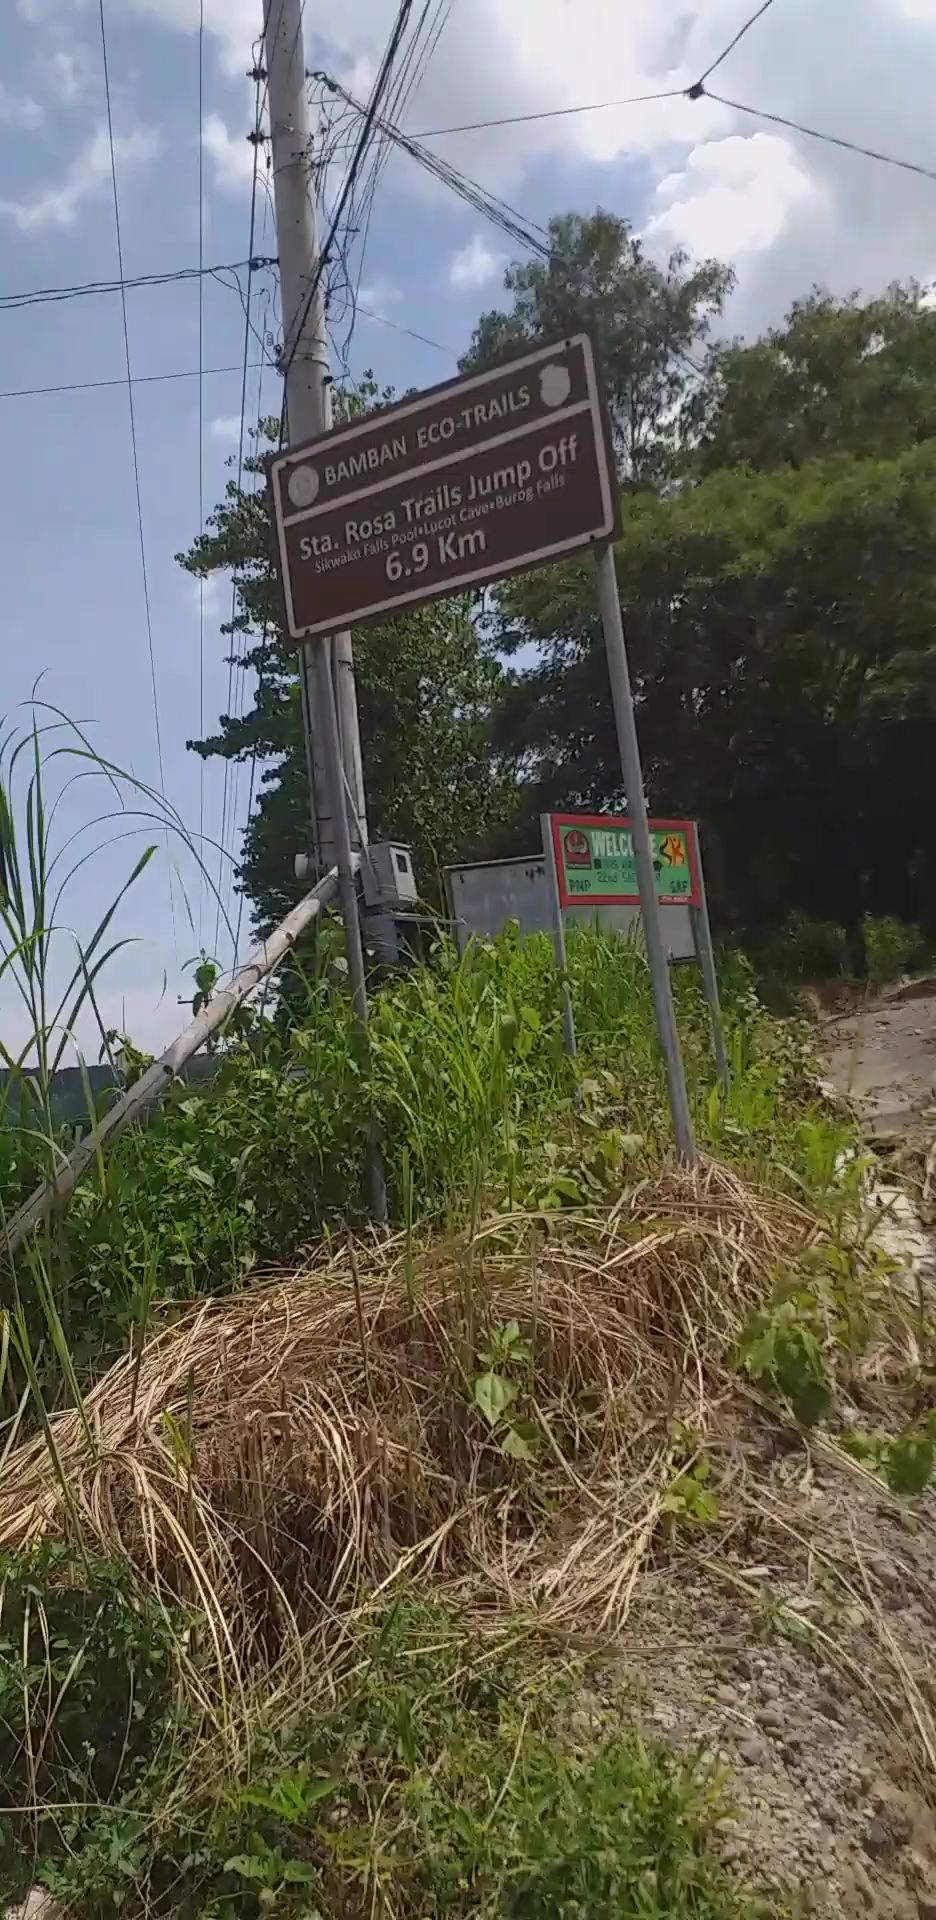 BAMBAN ECO-TRAILS
Sta. Rosa Trails Jump Off
Sikwako Falls Pool•Lucot Cave•Burog Falls
6.9 Km
WELCOME
22nd
PNP SAF